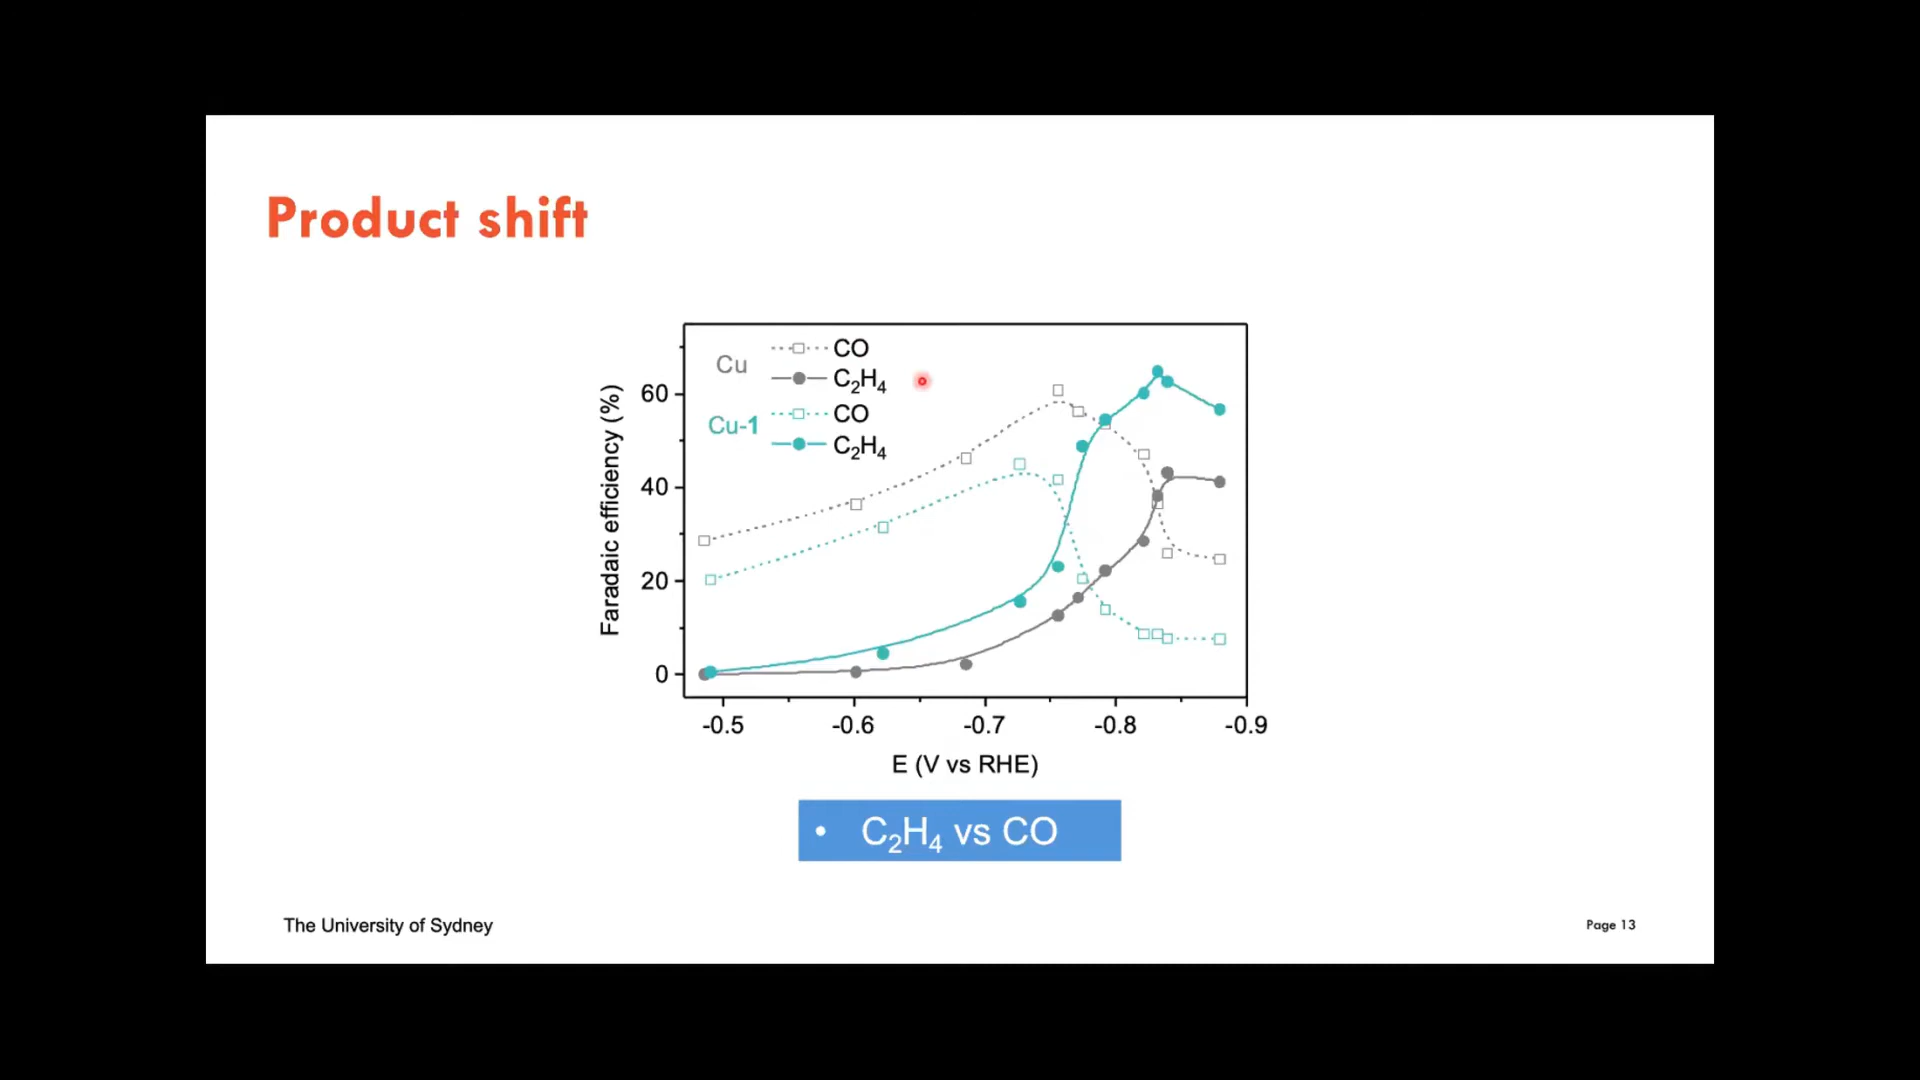 Product shift
Cu
CO
C₂H₄
Cu-1
CO
C₂H₄
Faradaic efficiency (%)
60
40
20
0
-0.5 -0.6 -0.7 -0.8 -0.9
E (V vs RHE)
• C₂H₄ vs CO
The University of Sydney
Page 13